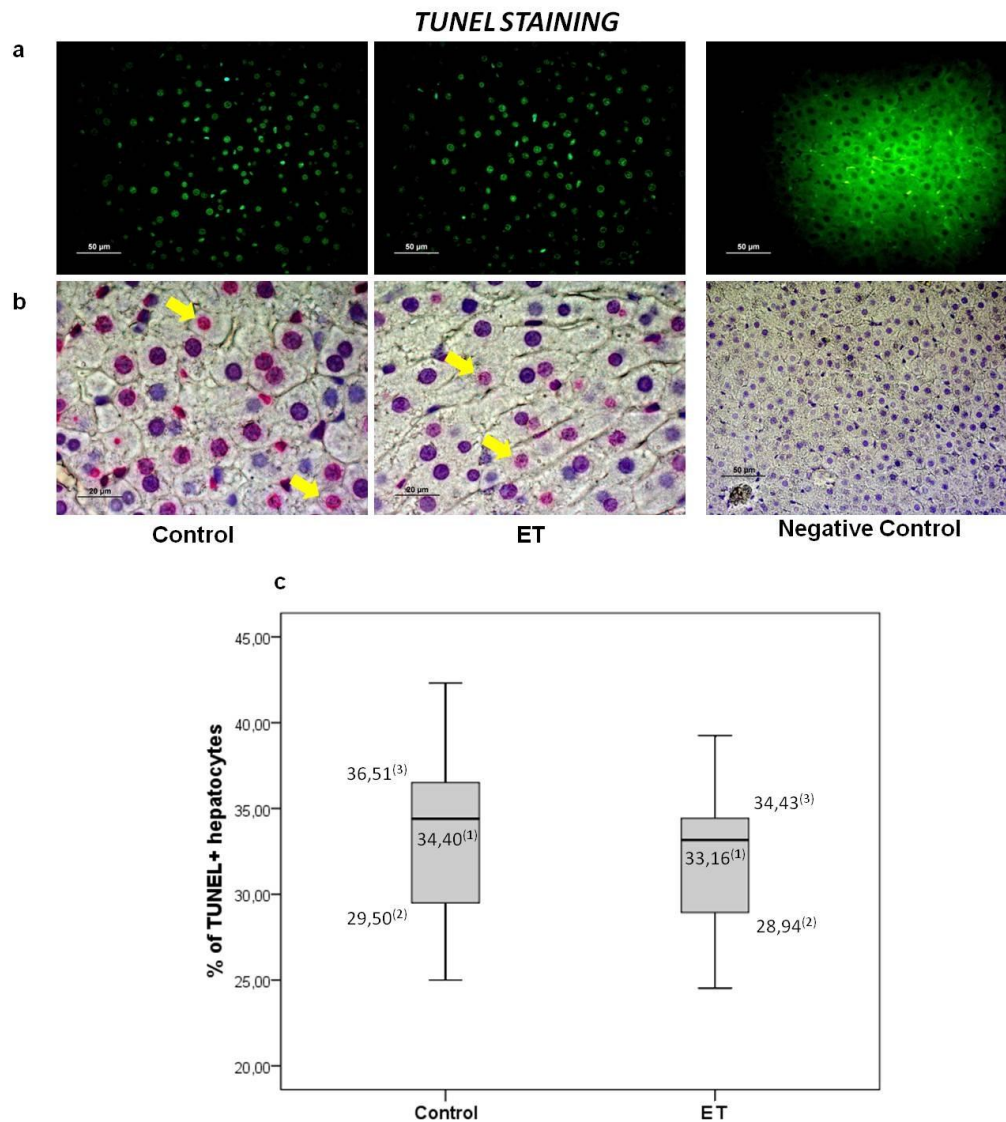 TUNEL STAINING
a
50 µm
50 µm
50 µm
b
20 µm
20 µm
50 µm
Control
ET
Negative Control
c
% of TUNEL+ hepatocytes
45,00
40,00
35,00
30,00
25,00
20,00
36,51(3)
34,40(1)
29,50(2)
34,43(3)
33,16(1)
28,94(2)
Control
ET